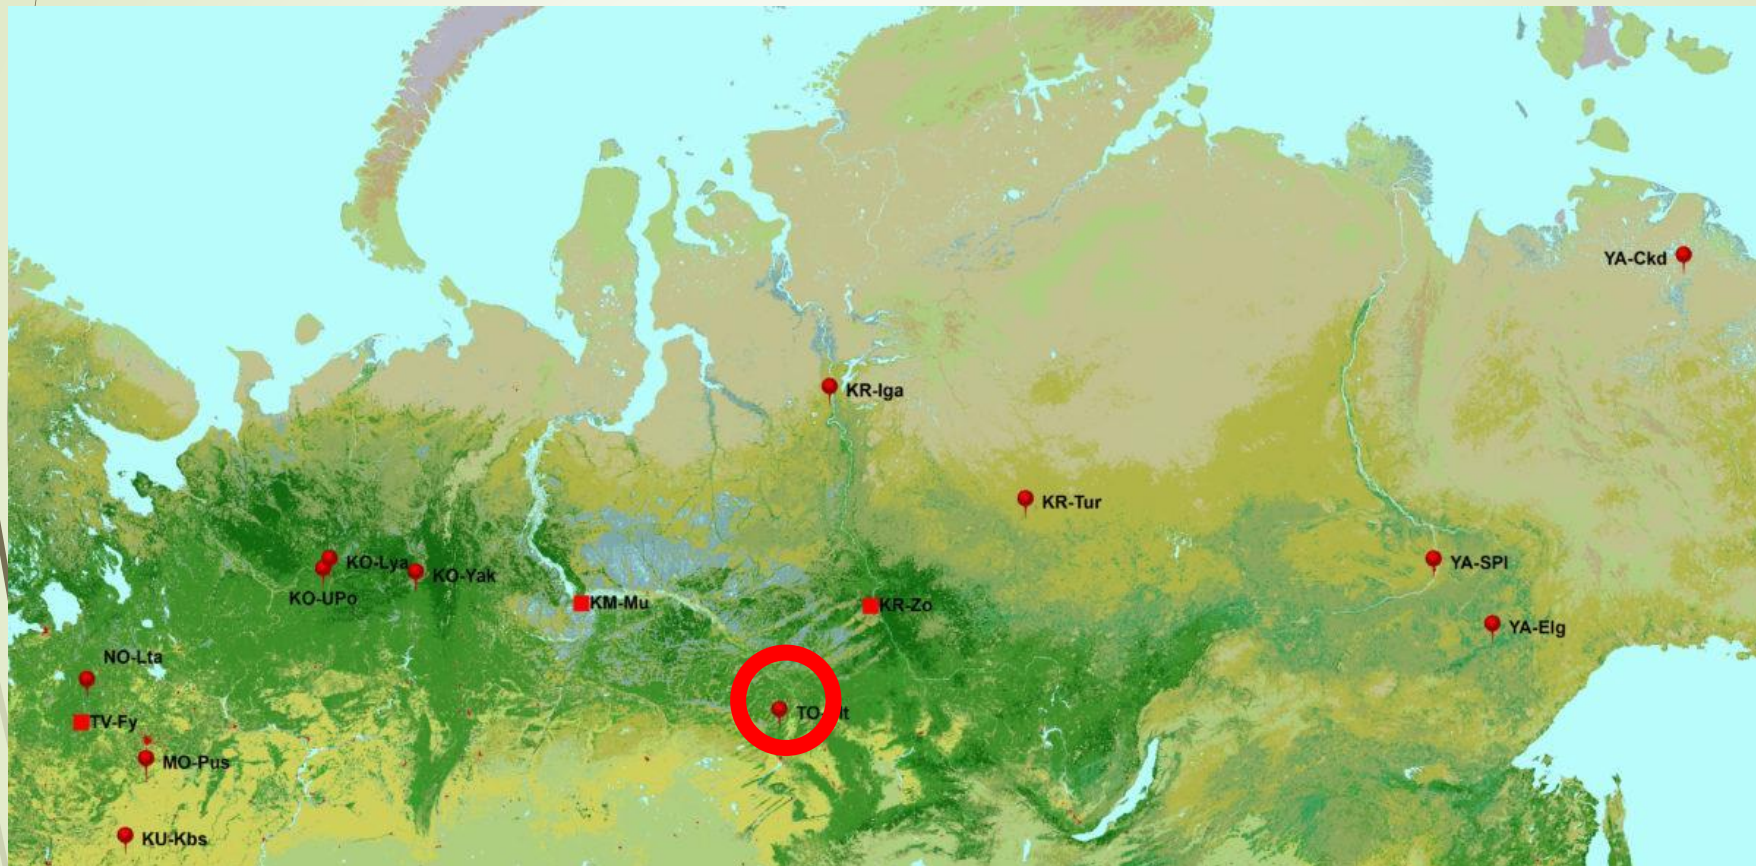 YA-Ckd
KR-Iga
KR-Tur
KO-Lya
KO-Yak
KO-UPo
KM-Mu
KR-Zo
YA-SPl
YA-Elg
NO-Lta
TV-Fy
MO-Pus
KU-Kbs